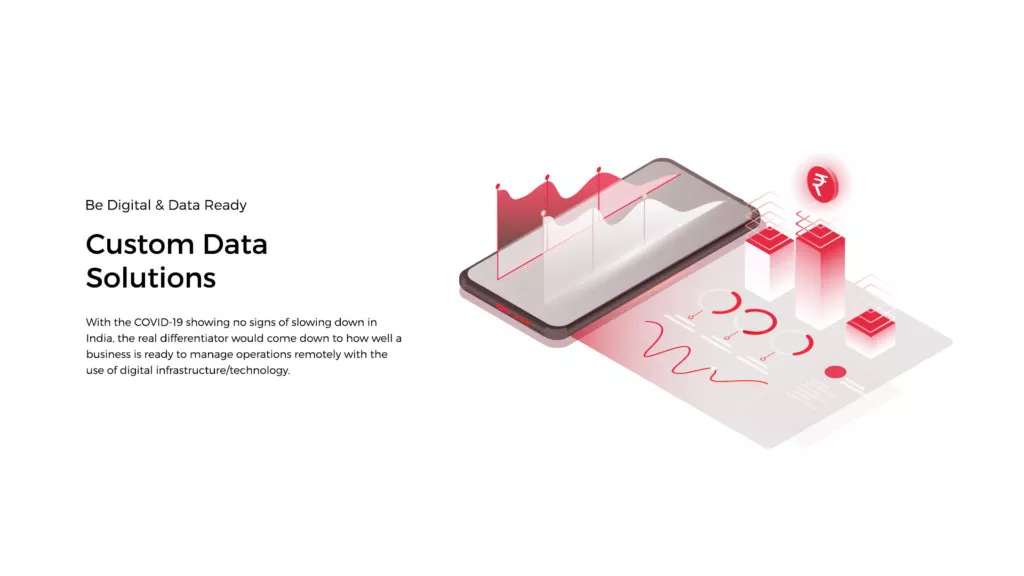 Be Digital & Data Ready
Custom Data
Solutions
With the COVID-19 showing no signs of slowing down in
India, the real differentiator would come down to how well a
business is ready to manage operations remotely with the
use of digital infrastructure/technology.
₹